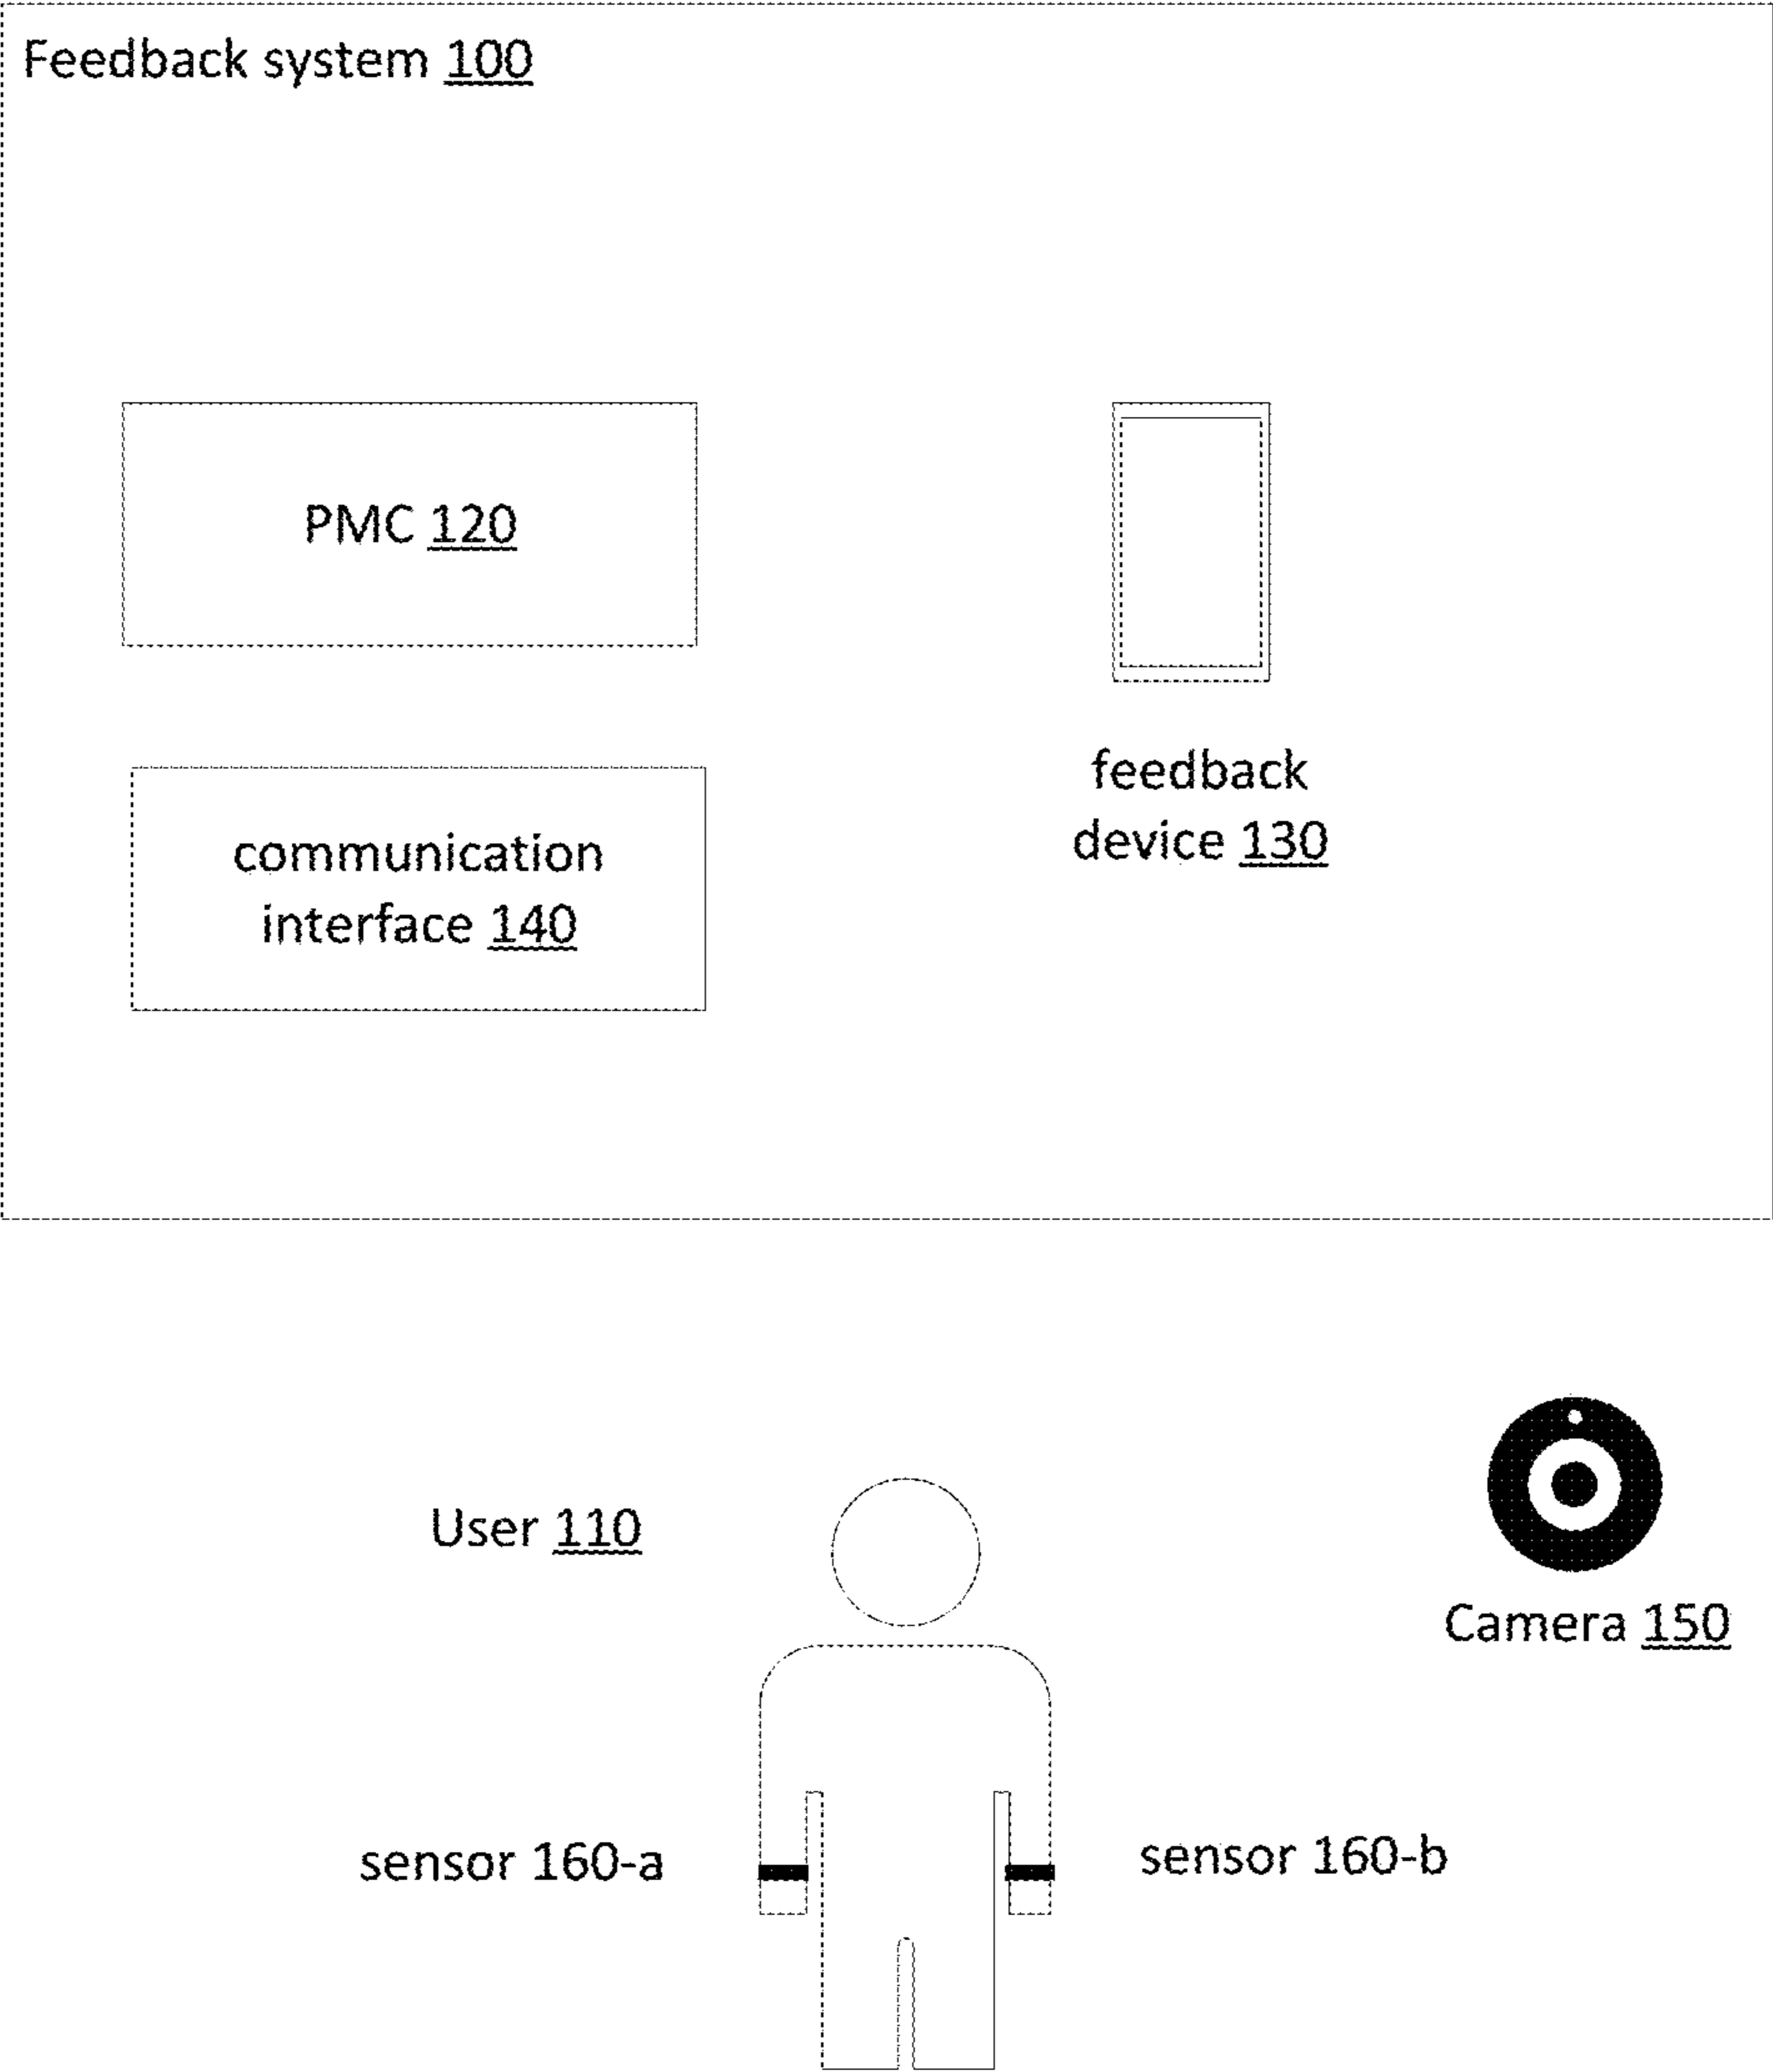 Feedback system 100
PMC 120
feedback
device 130
communication
interface 140
User 110
Camera 150
sensor 160-a
sensor 160-b